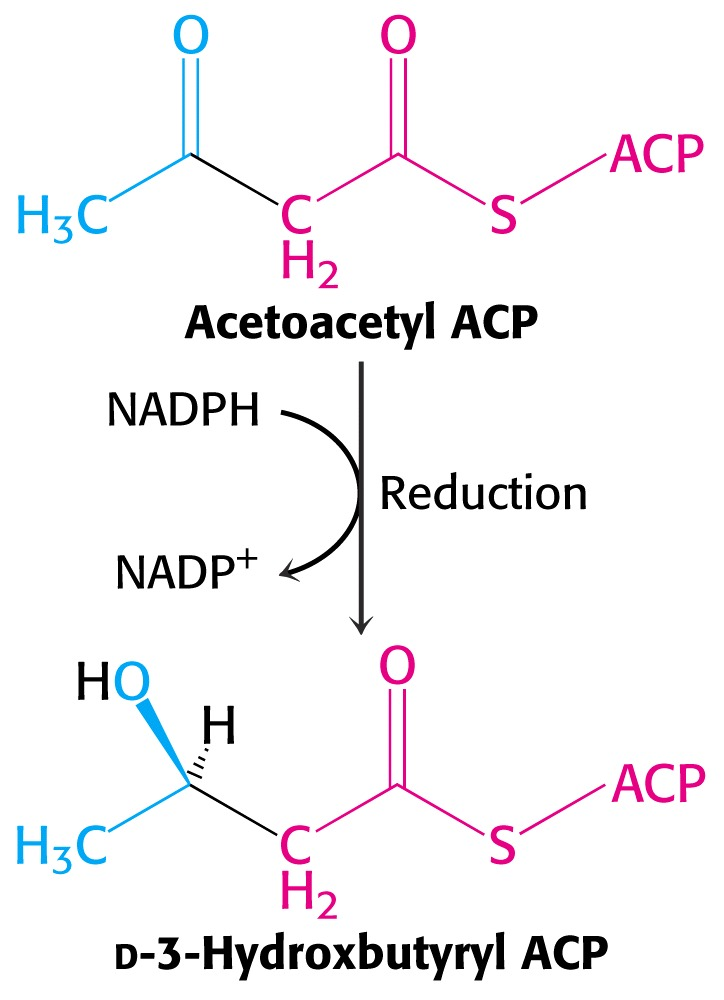 O O
H₃C C S ACP
H₂
Acetoacetyl ACP
NADPH
Reduction
NADP⁺
HO H O
H₃C C S ACP
H₂
D-3-Hydroxbutyryl ACP